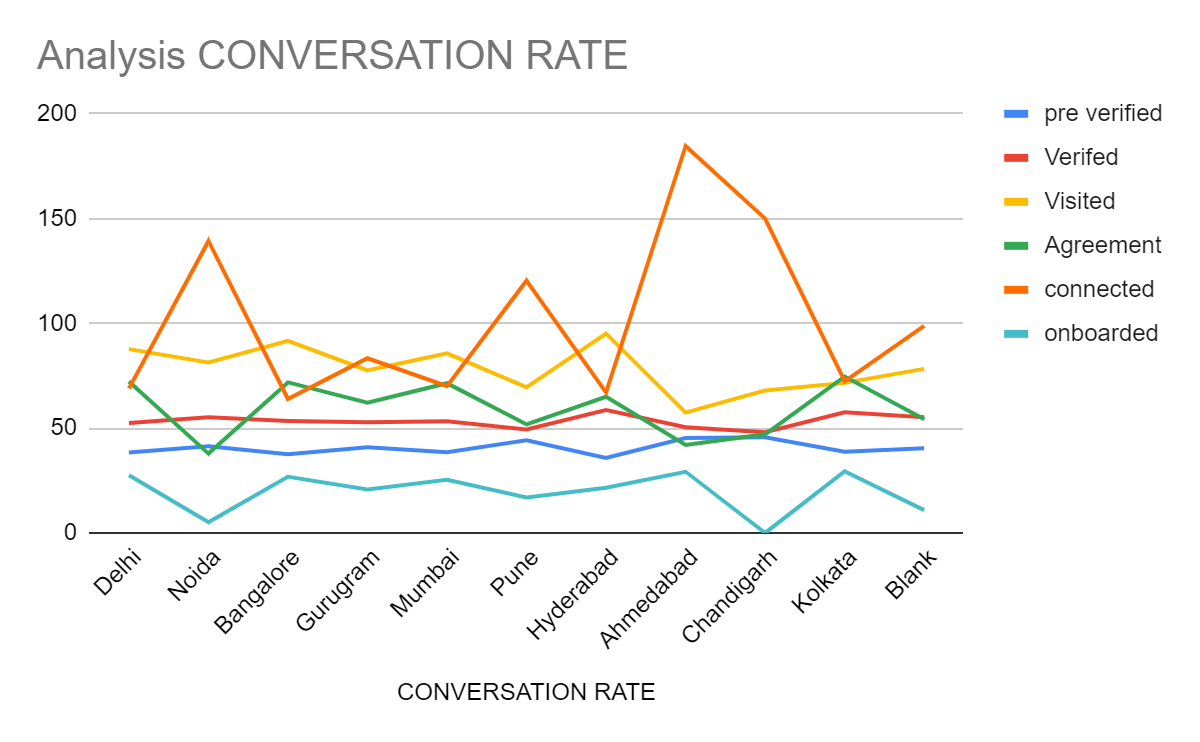 Analysis CONVERSATION RATE
200
150
100
50
0
pre verified
Verifed
Visited
Agreement
connected
onboarded
Delhi
Noida
Bangalore
Gurugram
Mumbai
Pune
Hyderabad
Ahmedabad
Chandigarh
Kolkata
Blank
CONVERSATION RATE